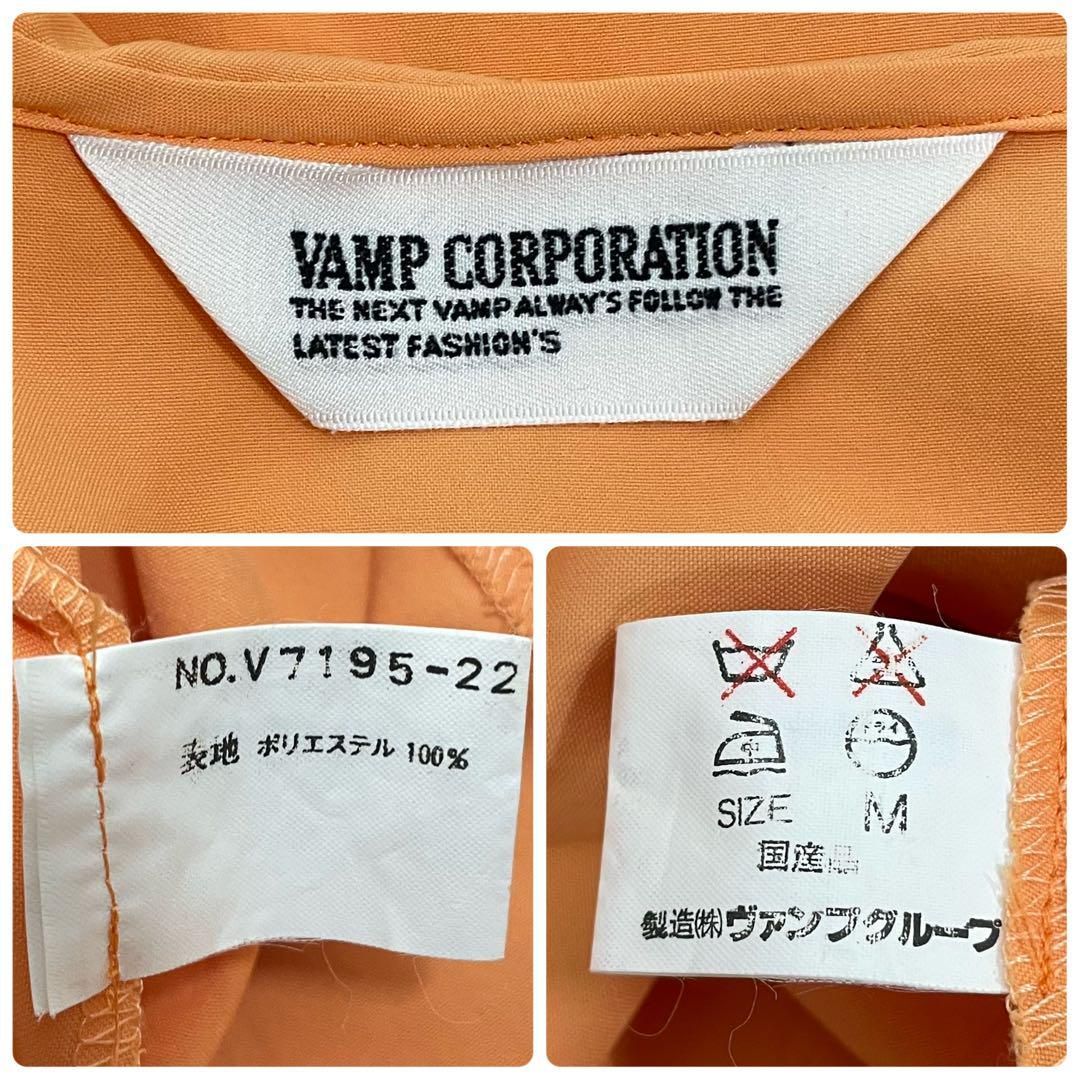 VAMP CORPORATION
THE NEXT VAMP ALWAY'S FOLLOW THE
LATEST FASHION'S
NO.V7195-22
表地 ポリエステル 100%
SIZE M
国産品
製造(株)ヴァンプグループ